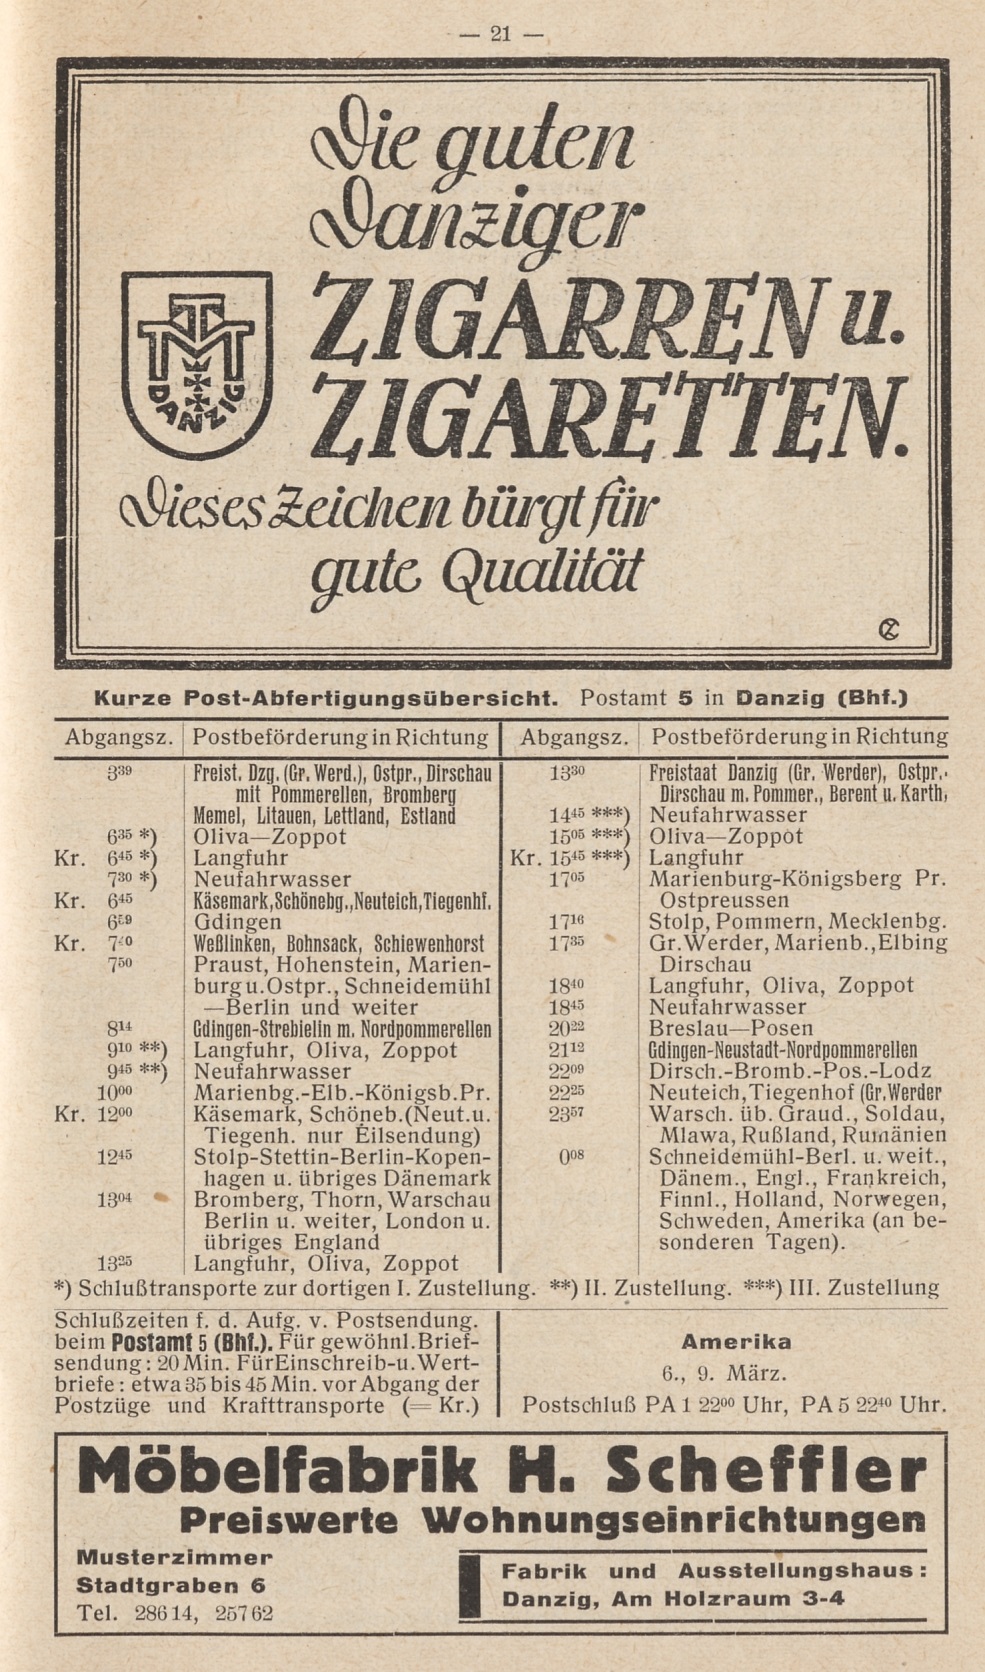 — 21 —
Die guten
Danziger
ZIGARREN u.
ZIGARETTEN.
TM
DANZIG
Dieses Zeichen bürgt für
gute Qualität
Kurze Post-Abfertigungsübersicht. Postamt 5 in Danzig (Bhf.)
Abgangsz. Postbeförderung in Richtung
3³⁹ Freist. Dzg. (Gr. Werd.), Ostpr., Dirschau
mit Pommerellen, Bromberg
Memel, Litauen, Lettland, Estland
6³⁵ *) Oliva—Zoppot
Kr. 6⁴⁵ *) Langfuhr
7³⁰ *) Neufahrwasser
Kr. 6⁴⁵ Käsemark, Schönebg., Neuteich, Tiegenhf.
6⁵⁹ Gdingen
Kr. Weßlinken, Bohnsack, Schiewenhorst
7⁵⁰ Praust, Hohenstein, Marien-
burg u. Ostpr., Schneidemühl
—Berlin und weiter
8¹⁴ Gdingen-Strebielin m. Nordpommerellen
9¹⁰ **) Langfuhr, Oliva, Zoppot
9⁴⁵ **) Neufahrwasser
10⁰⁰ Marienbg.-Elb.-Königsb. Pr.
Kr. 12⁰⁰ Käsemark, Schöneb. (Neut. u.
Tiegenh. nur Eilsendung)
12⁴⁵ Stolp-Stettin-Berlin-Kopen-
hagen u. übriges Dänemark
13⁰⁴ Bromberg, Thorn, Warschau
Berlin u. weiter, London u.
übriges England
13²⁵ Langfuhr, Oliva, Zoppot
Abgangsz. Postbeförderung in Richtung
13³⁰ Freistaat Danzig (Gr. Werder), Ostpr.,
Dirschau m. Pommer., Berent u. Karth,
14⁴⁵ ***) Neufahrwasser
15⁰⁵ ***) Oliva—Zoppot
Kr. 15⁴⁵ ***) Langfuhr
17⁰⁵ Marienburg-Königsberg Pr.
Ostpreussen
17¹⁶ Stolp, Pommern, Mecklenbg.
17³⁵ Gr. Werder, Marienb., Elbing
Dirschau
18⁴⁰ Langfuhr, Oliva, Zoppot
18⁴⁵ Neufahrwasser
20²² Breslau—Posen
21¹² Gdingen-Neustadt-Nordpommerellen
22⁰⁹ Dirsch.-Bromb.-Pos.-Lodz
22²⁵ Neuteich, Tiegenhof (Gr. Werder
23⁵⁷ Warsch. üb. Graud., Soldau,
Mlawa, Rußland, Rumänien
0⁰⁸ Schneidemühl-Berl. u. weit.,
Dänem., Engl., Frankreich,
Finnl., Holland, Norwegen,
Schweden, Amerika (an be-
sonderen Tagen).
*) Schlußtransporte zur dortigen I. Zustellung. **) II. Zustellung. ***) III. Zustellung
Schlußzeiten f. d. Aufg. v. Postsendung.
beim Postamt 5 (Bhf.). Für gewöhnl. Brief-
sendung: 20 Min. Für Einschreib- u. Wert-
briefe: etwa 35 bis 45 Min. vor Abgang der
Postzüge und Krafttransporte (= Kr.)
Amerika
6., 9. März.
Postschluß PA 1 22⁰⁰ Uhr, PA 5 22⁴⁰ Uhr.
Möbelfabrik H. Scheffler
Preiswerte Wohnungseinrichtungen
Musterzimmer
Stadtgraben 6
Tel. 28614, 25762
Fabrik und Ausstellungshaus:
Danzig, Am Holzraum 3-4